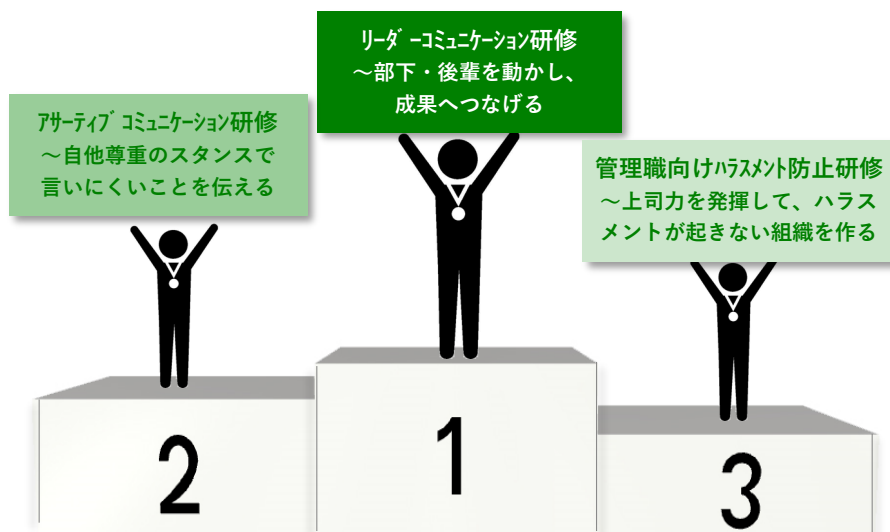 ﾘｰﾀﾞｰｺﾐｭﾆｹｰｼｮﾝ研修
～部下・後輩を動かし、
成果へつなげる
ｱｻｰﾃｨﾌﾞｺﾐｭﾆｹｰｼｮﾝ研修
～自他尊重のスタンスで
言いにくいことを伝える
管理職向けﾊﾗｽﾒﾝﾄ防止研修
～上司力を発揮して、ハラス
メントが起きない組織を作る
2
1
3